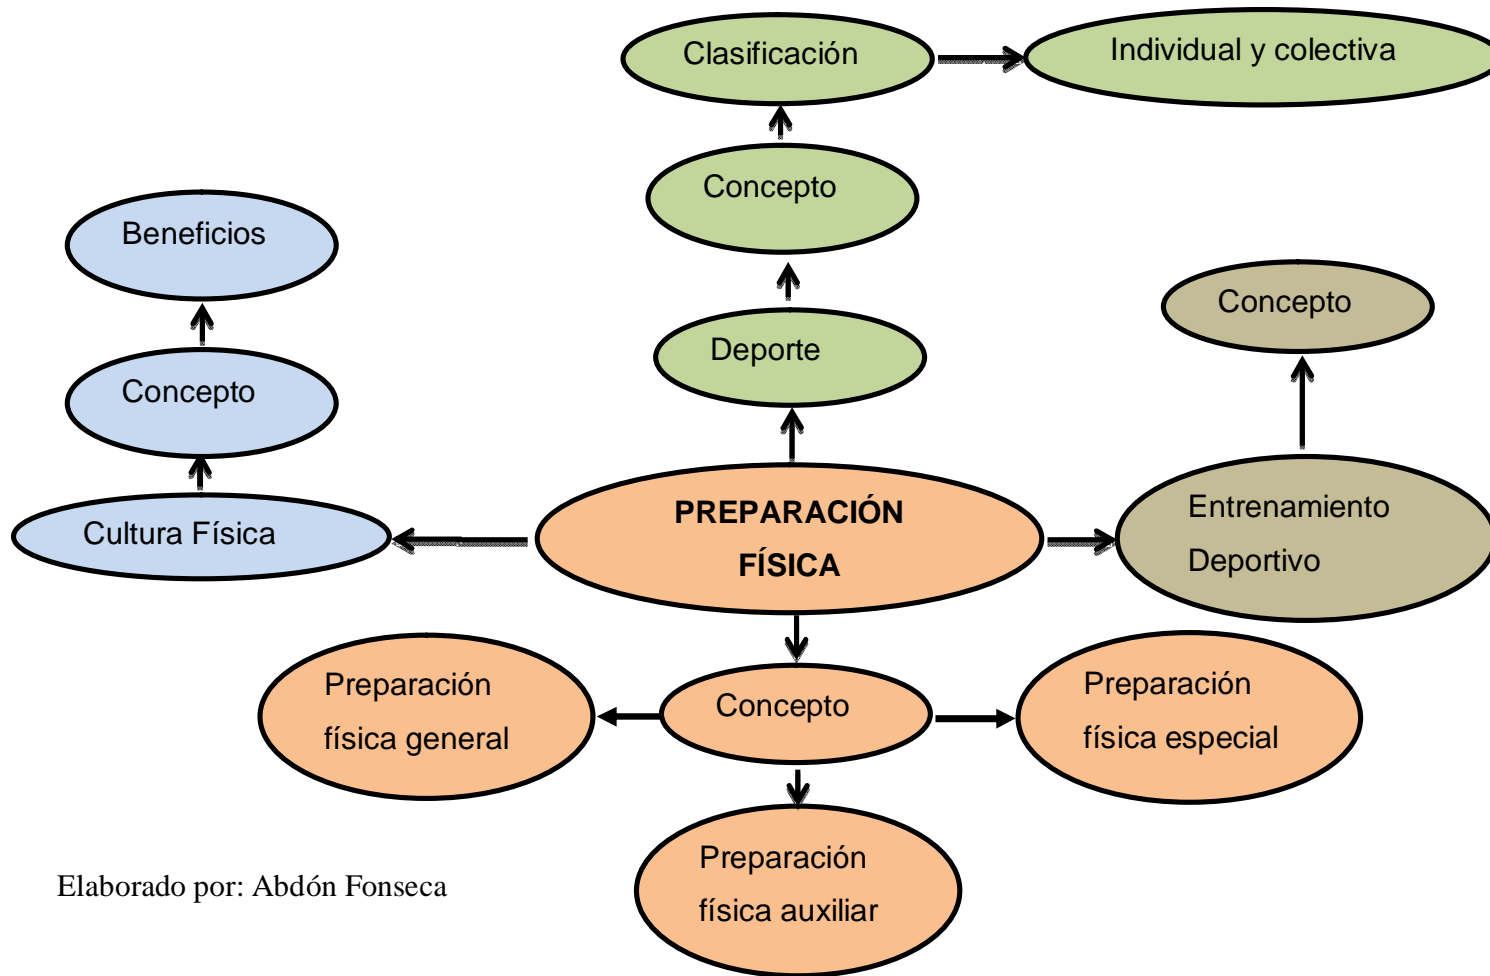 Clasificación
Individual y colectiva
Concepto
Beneficios
Concepto
Deporte
Concepto
Cultura Física
PREPARACIÓN
FÍSICA
Entrenamiento
Deportivo
Preparación
física general
Concepto
Preparación
física especial
Preparación
física auxiliar
Elaborado por: Abdón Fonseca